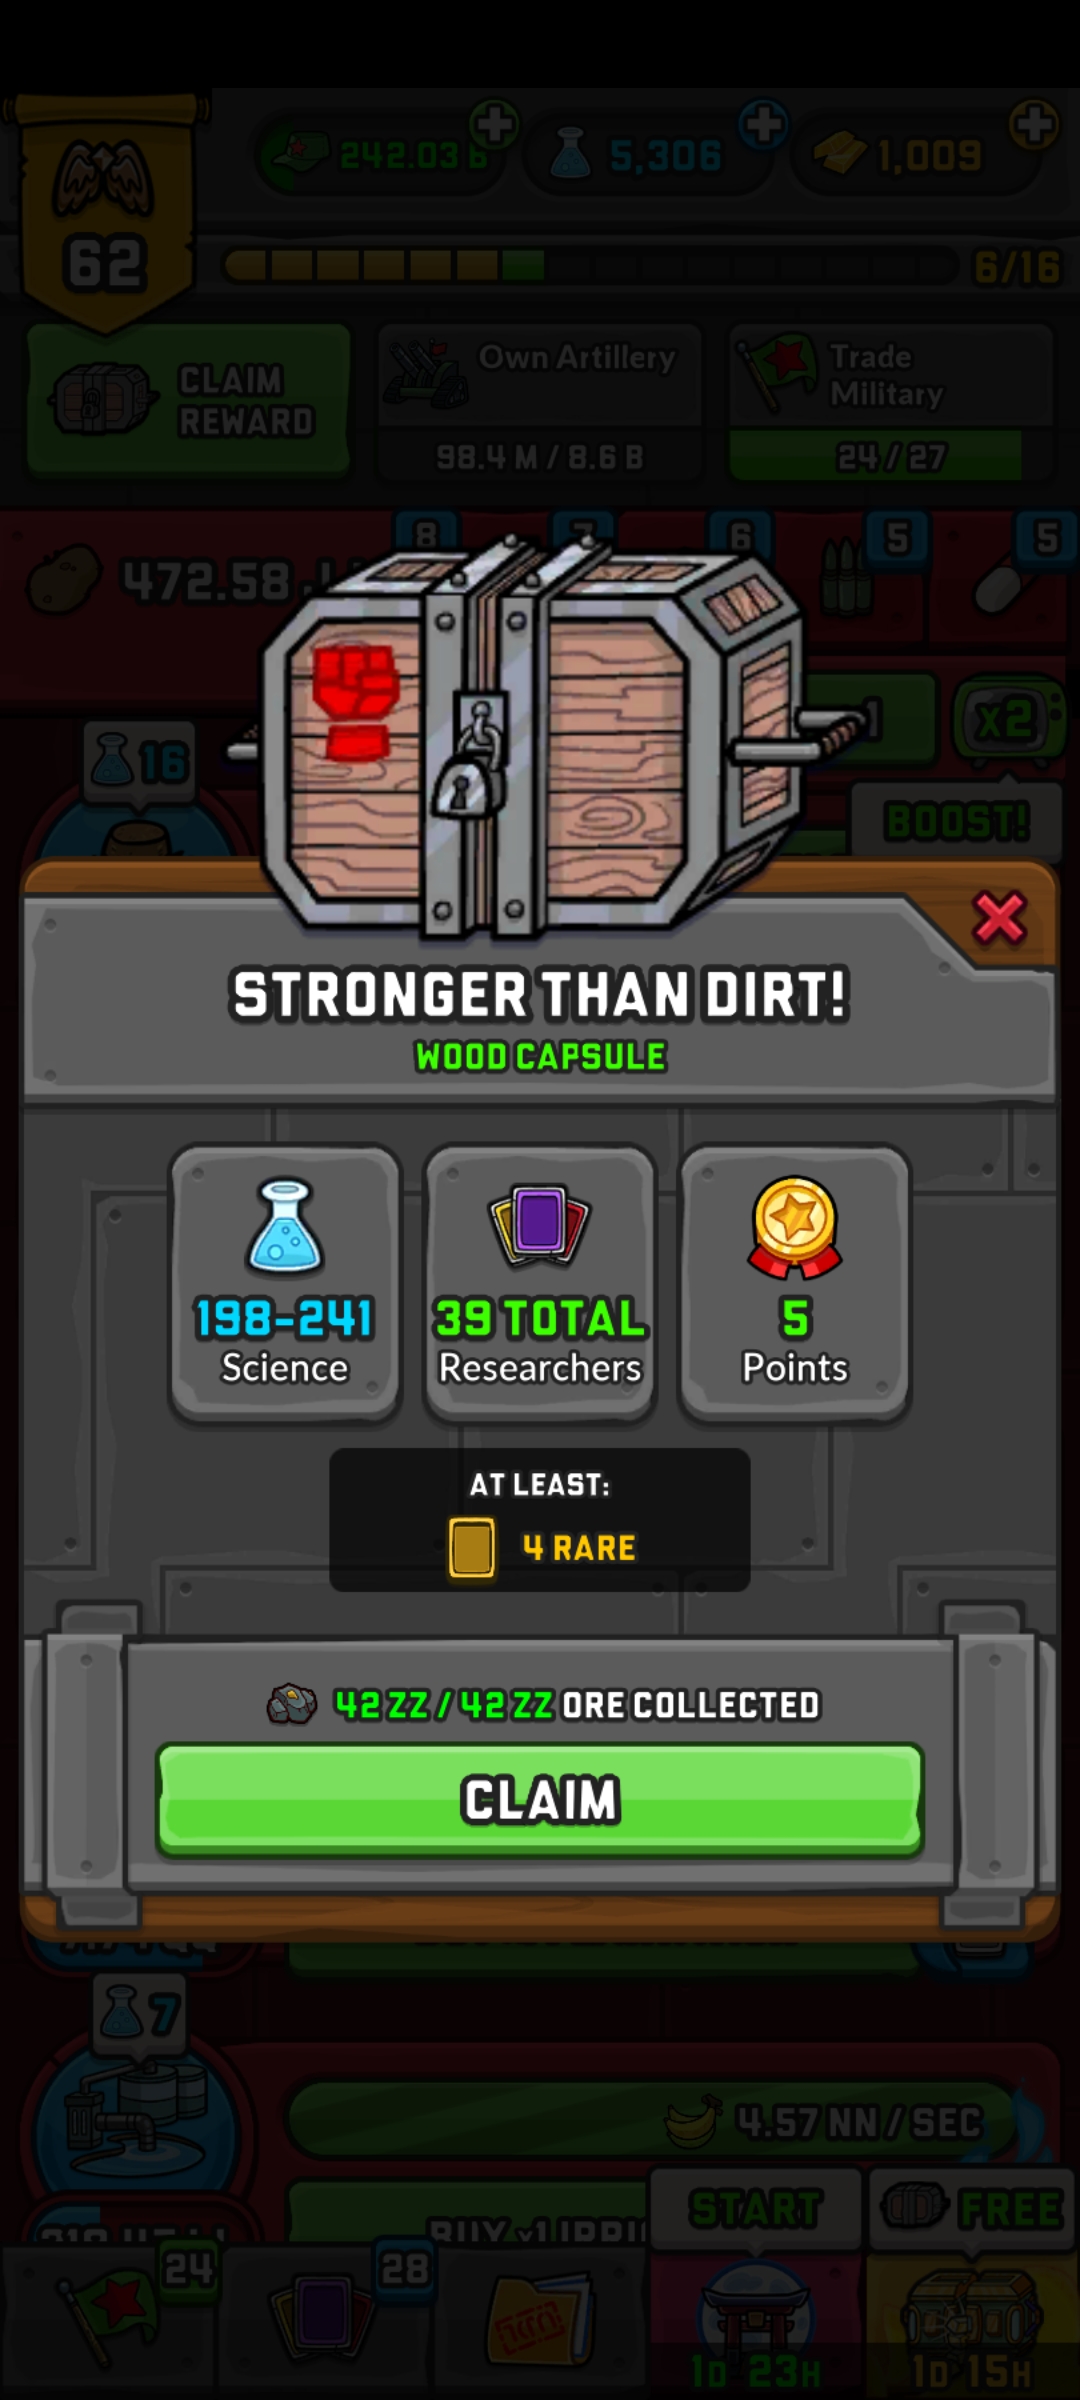 242.03 B
5,306
1,009
62
6/16
CLAIM
REWARD
Own Artillery
98.4 M / 8.6 B
Trade
Military
24 / 27
8
7
6
5
5
472.58
16
x2
BOOST!
STRONGER THAN DIRT!
WOOD CAPSULE
198-241
Science
39 TOTAL
Researchers
5
Points
AT LEAST:
4 RARE
42 ZZ / 42 ZZ ORE COLLECTED
CLAIM
7
4.57 NN / SEC
START
FREE
BUY x1
24
28
1D 23H
1D 15H